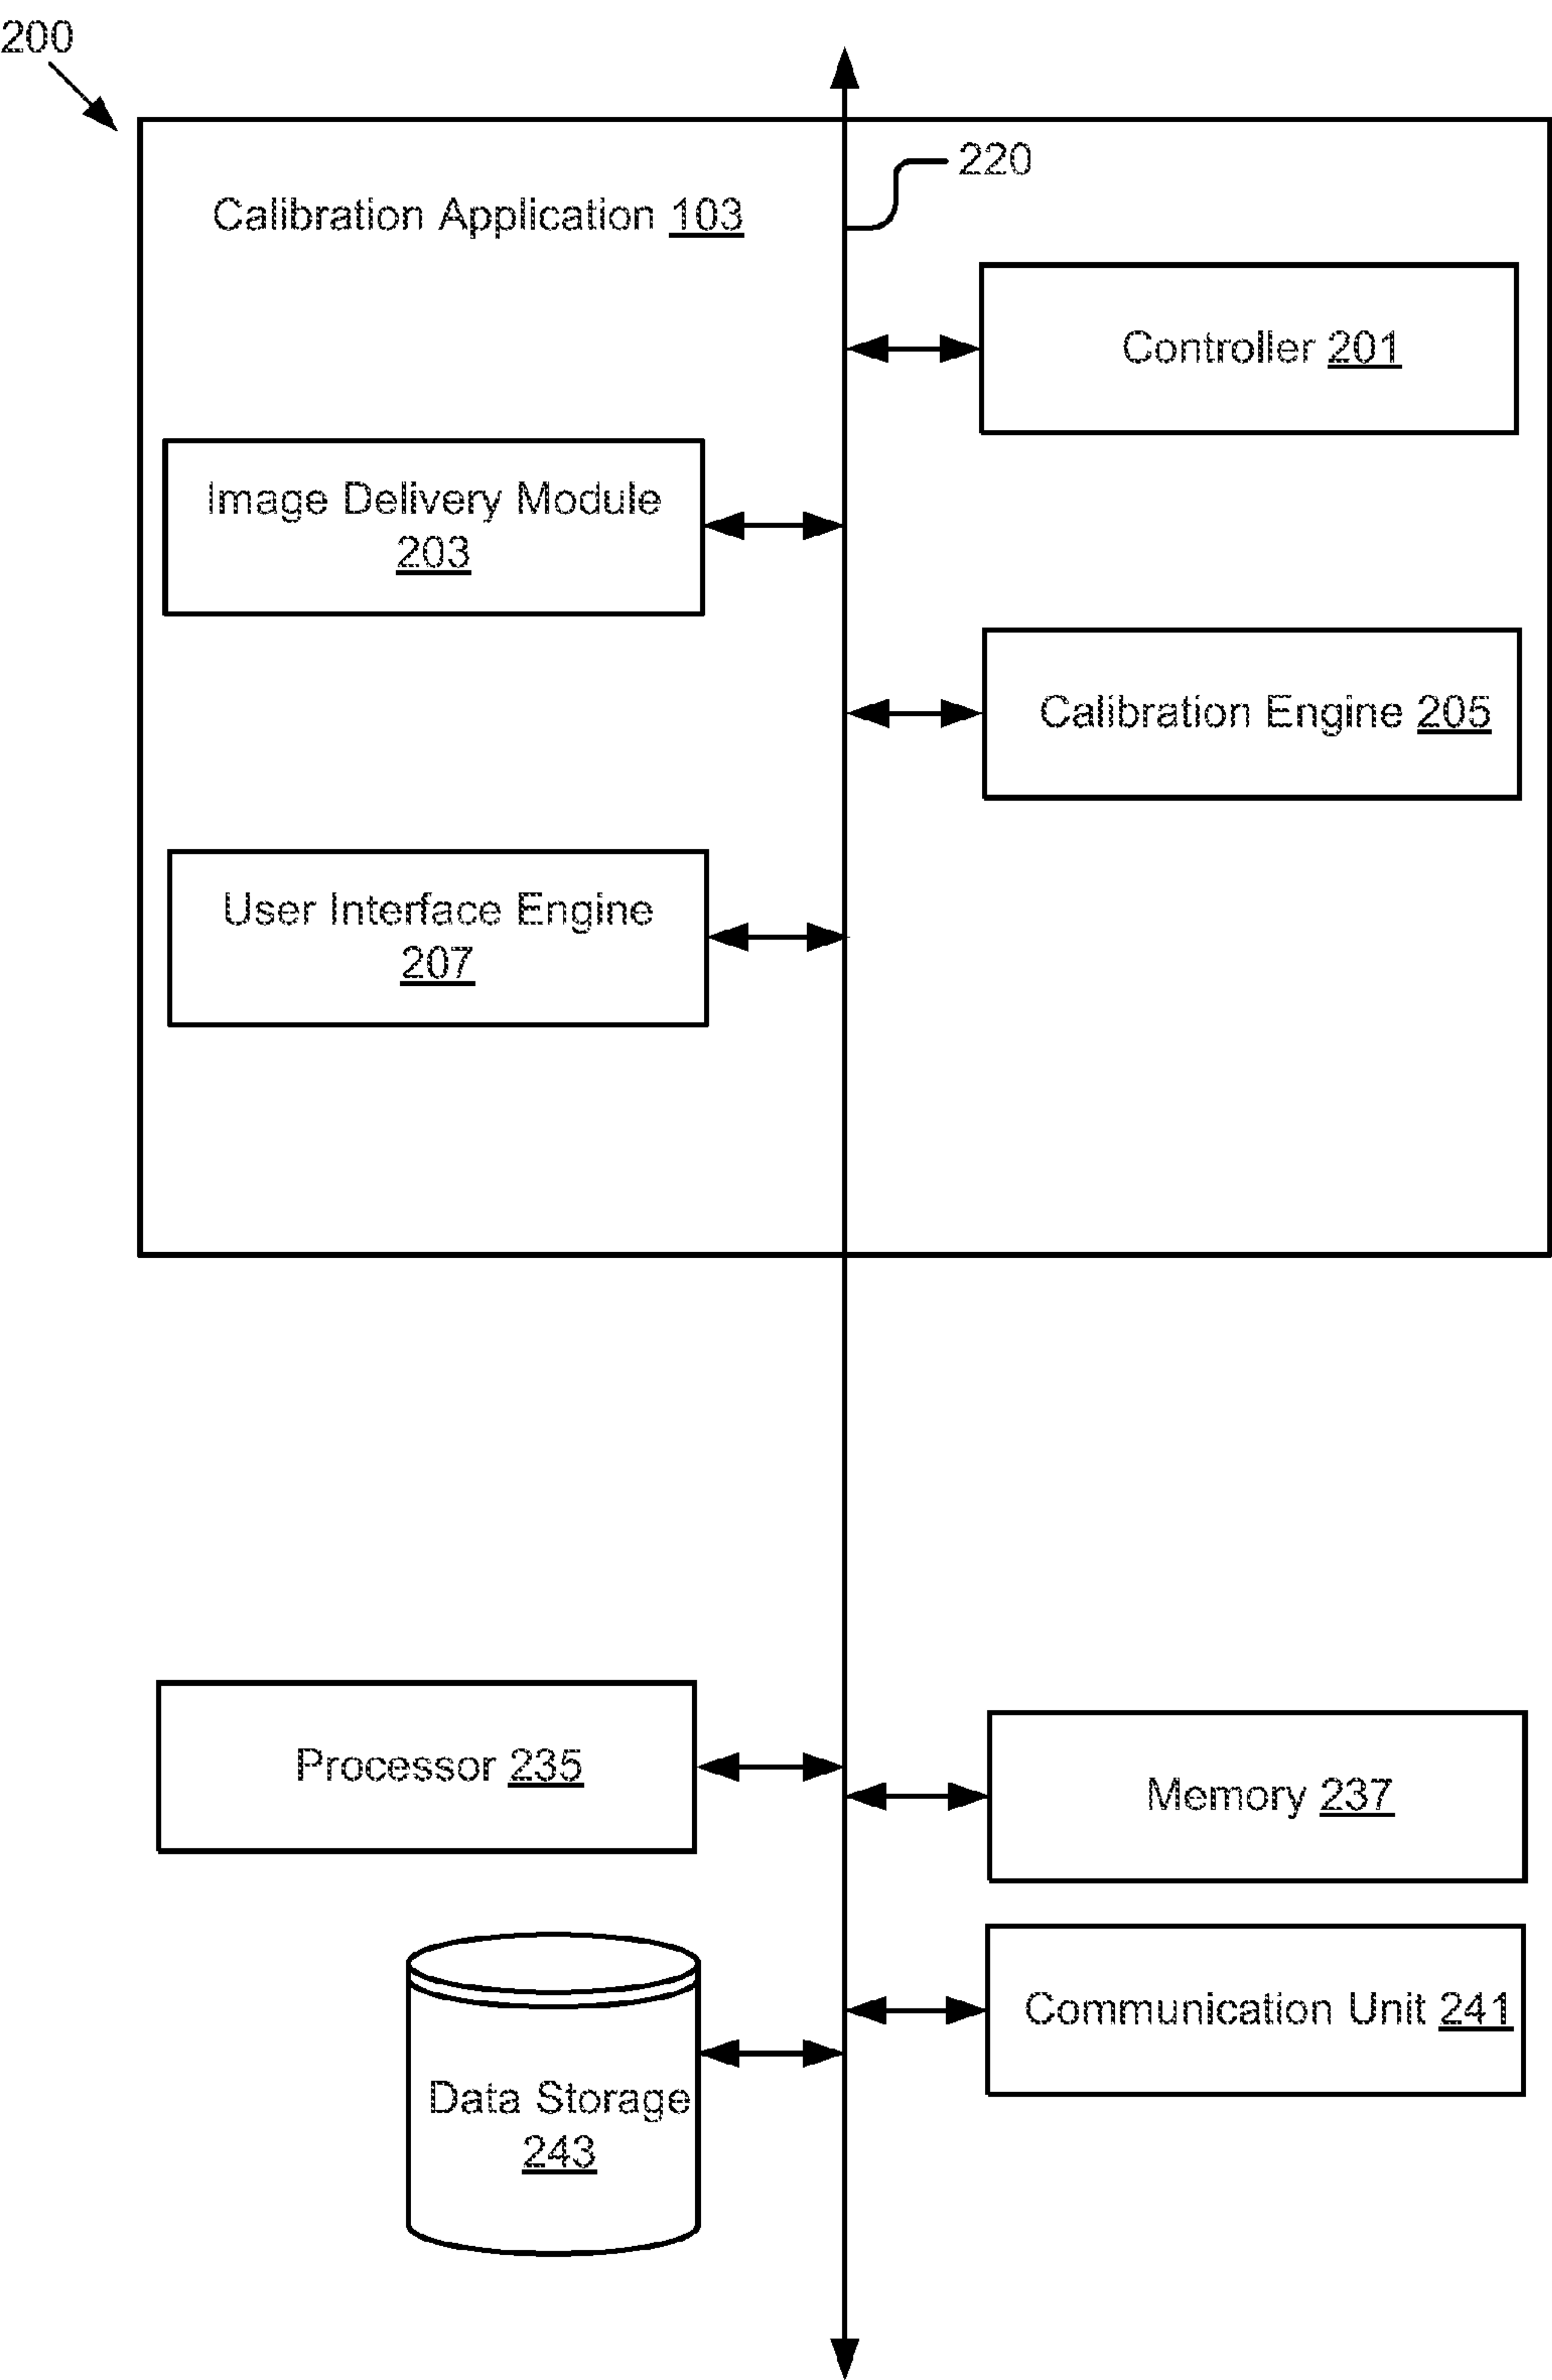 200
220
Calibration Application 103
Controller 201
Image Delivery Module
203
Calibration Engine 205
User Interface Engine
207
Processor 235
Memory 237
Communication Unit 241
Data Storage
243